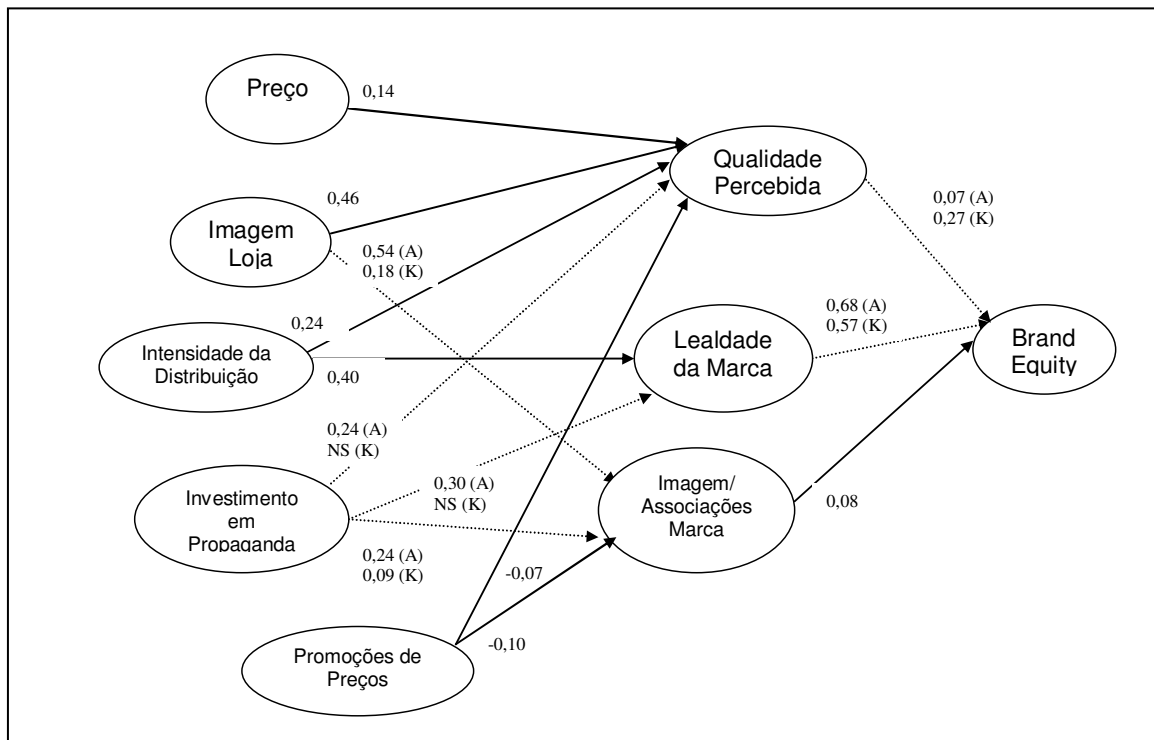 Preço
0,14
Qualidade
Percebida
0,07 (A)
0,27 (K)
Imagem
Loja
0,46
0,54 (A)
0,18 (K)
0,68 (A)
0,57 (K)
Intensidade da
Distribuição
0,24
0,40
Lealdade
da Marca
Brand
Equity
0,24 (A)
NS (K)
0,30 (A)
NS (K)
Investimento
em
Propaganda
Imagem/
Associações
Marca
0,08
0,24 (A)
0,09 (K)
-0,07
-0,10
Promoções de
Preços